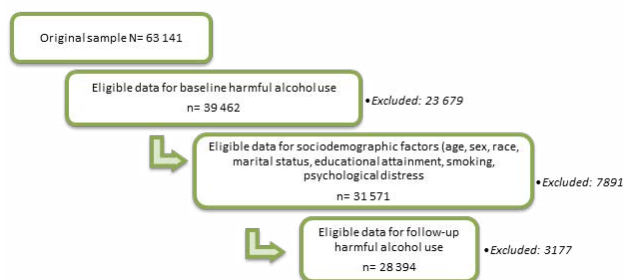 Original sample N= 63 141
Eligible data for baseline harmful alcohol use
n= 39 462
•Excluded: 23 679
Eligible data for sociodemographic factors (age, sex, race,
marital status, educational attainment, smoking,
psychological distress
n= 31 571
•Excluded: 7891
Eligible data for follow-up
harmful alcohol use
n= 28 394
•Excluded: 3177